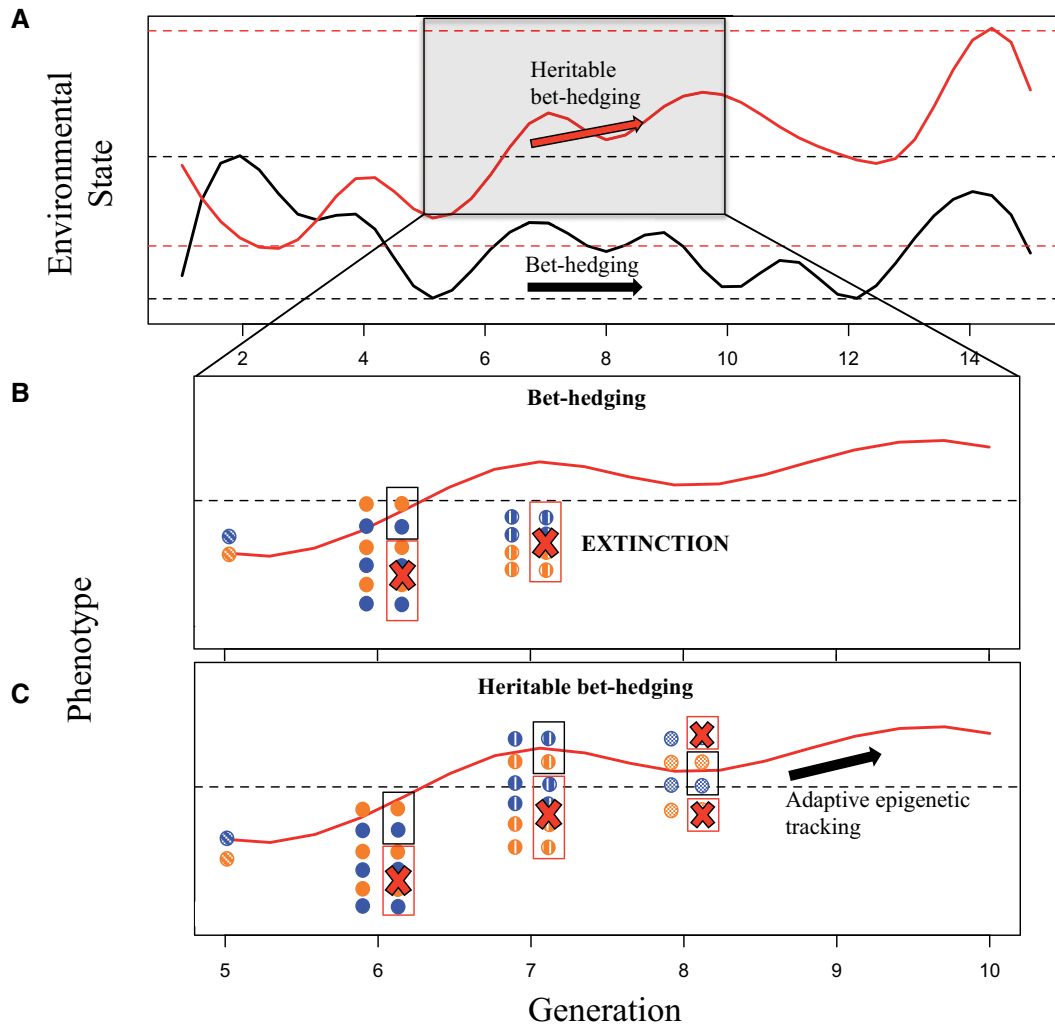 A
Environmental
State
Heritable
bet-hedging
Bet-hedging
2 4 6 8 10 12 14
B
Bet-hedging
EXTINCTION
Phenotype
C
Heritable bet-hedging
Adaptive epigenetic
tracking
5 6 7 8 9 10
Generation